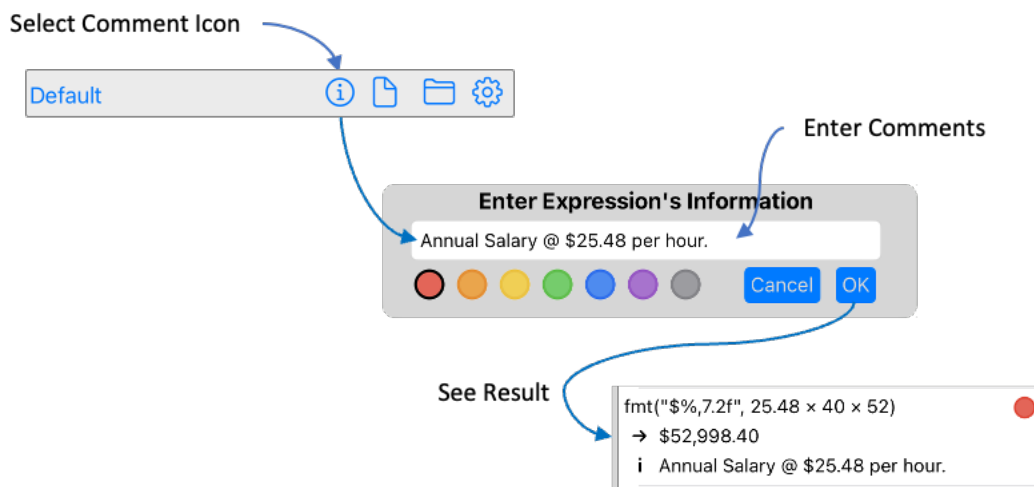 Select Comment Icon
Default
Enter Comments
Enter Expression's Information
Annual Salary @ $25.48 per hour.
Cancel
OK
See Result
fmt("$%,7.2f", 25.48 × 40 × 52)
→ $52,998.40
i Annual Salary @ $25.48 per hour.